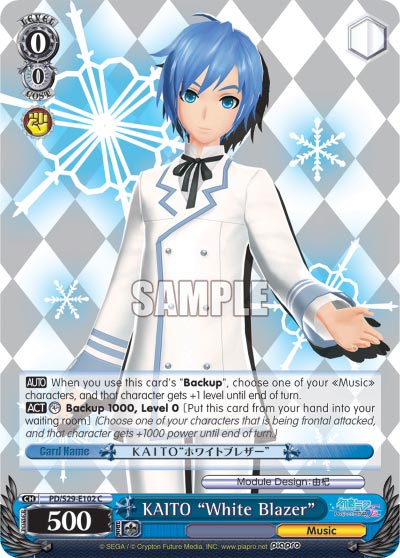 LEVEL
0
0
COST
SAMPLE
AUTO When you use this card's "Backup", choose one of your «Music»
characters, and that character gets +1 level until end of turn.
ACT Backup 1000, Level 0 [Put this card from your hand into your
waiting room] (Choose one of your characters that is being frontal attacked,
and that character gets +1000 power until end of turn.)
Card Name KAITO"ホワイトブレザー"
Module Design:由杞
CH PD/S29-E102 C
500
POWER
KAITO "White Blazer"
Music
© SEGA / © Crypton Future Media, INC. www.piapro.net piapro